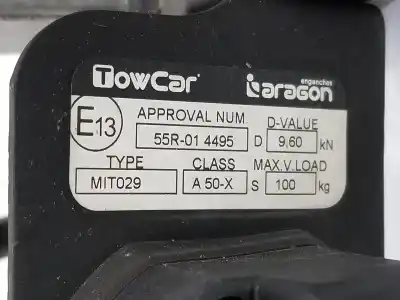 TowCar enganches aragon
E13 APPROVAL NUM. D-VALUE
55R-01 4495 D 9,60 kN
TYPE CLASS MAX.V.LOAD
MIT029 A 50-X S 100 kg